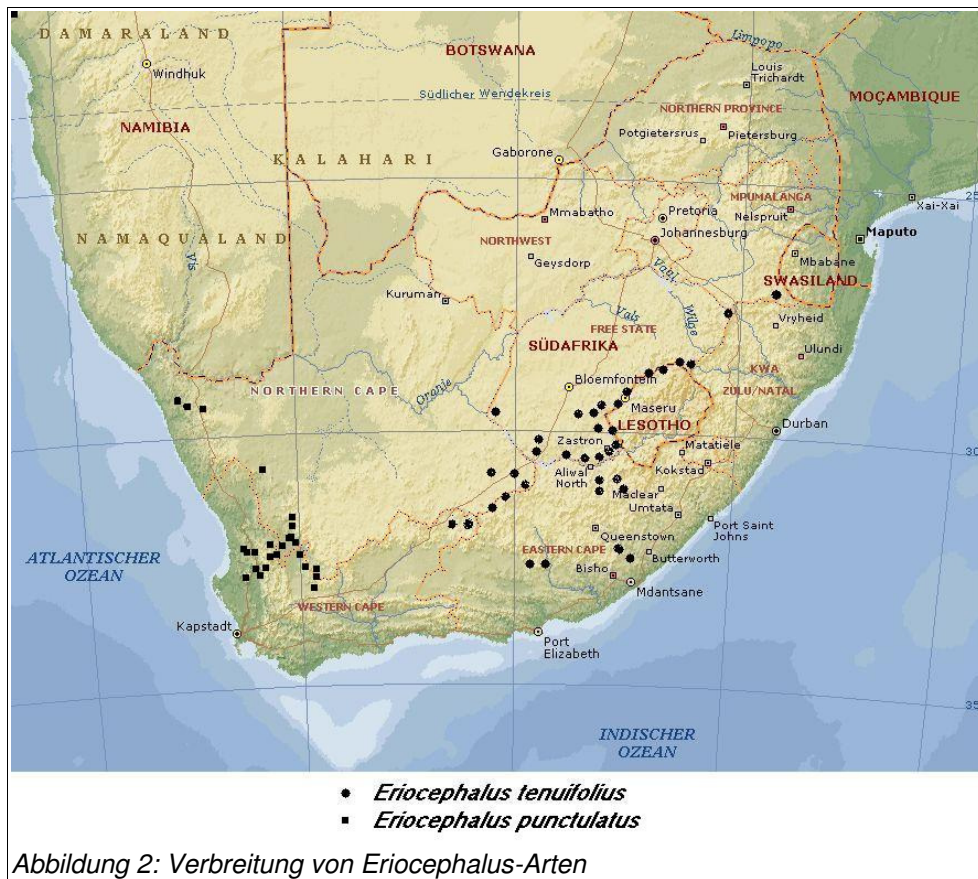 DAMARALAND
Windhuk
BOTSWANA
Limpopo
Louis
Trichardt
Südlicher Wendekreis
MOÇAMBIQUE
NORTHERN PROVINCE
NAMIBIA
Potgietersrus
Pietersburg
KALAHARI
Gaborone
MPUMALANGA
25
Xai-Xai
Mmabatho
Pretoria
Nelspruit
NAMAQUALAND
NORTHWEST
Johannesburg
Maputo
Vis
Geysdorp
Vaal
Mbabane
SWASILAND
Kuruman
Vals
Wilge
FREE STATE
Vryheid
SÜDAFRIKA
Ulundi
KWA
ZULU/NATAL
NORTHERN CAPE
Oranje
Bloemfontein
Maseru
LESOTHO
Durban
Zastron
Matatiele
30
Aliwal
North
Kokstad
Maclear
Umtata
Port Saint
Johns
Queenstown
ATLANTISCHER
OZEAN
EASTERN CAPE
Butterworth
Bisho
Mdantsane
WESTERN CAPE
Kapstadt
Port
Elizabeth
35
INDISCHER
OZEAN
Eriocephalus tenuifolius
Eriocephalus punctulatus
Abbildung 2: Verbreitung von Eriocephalus-Arten